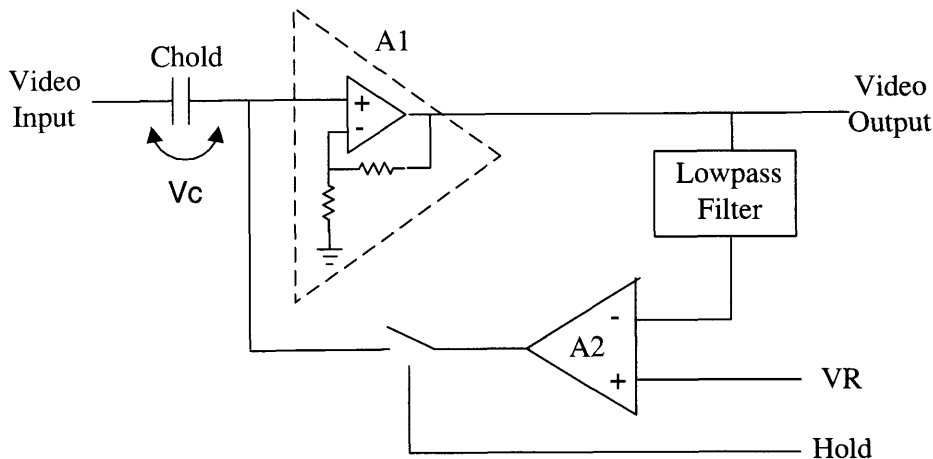 A1
Chold
Video
Input
+
-
Vc
Video
Output
Lowpass
Filter
-
A2
+
VR
Hold